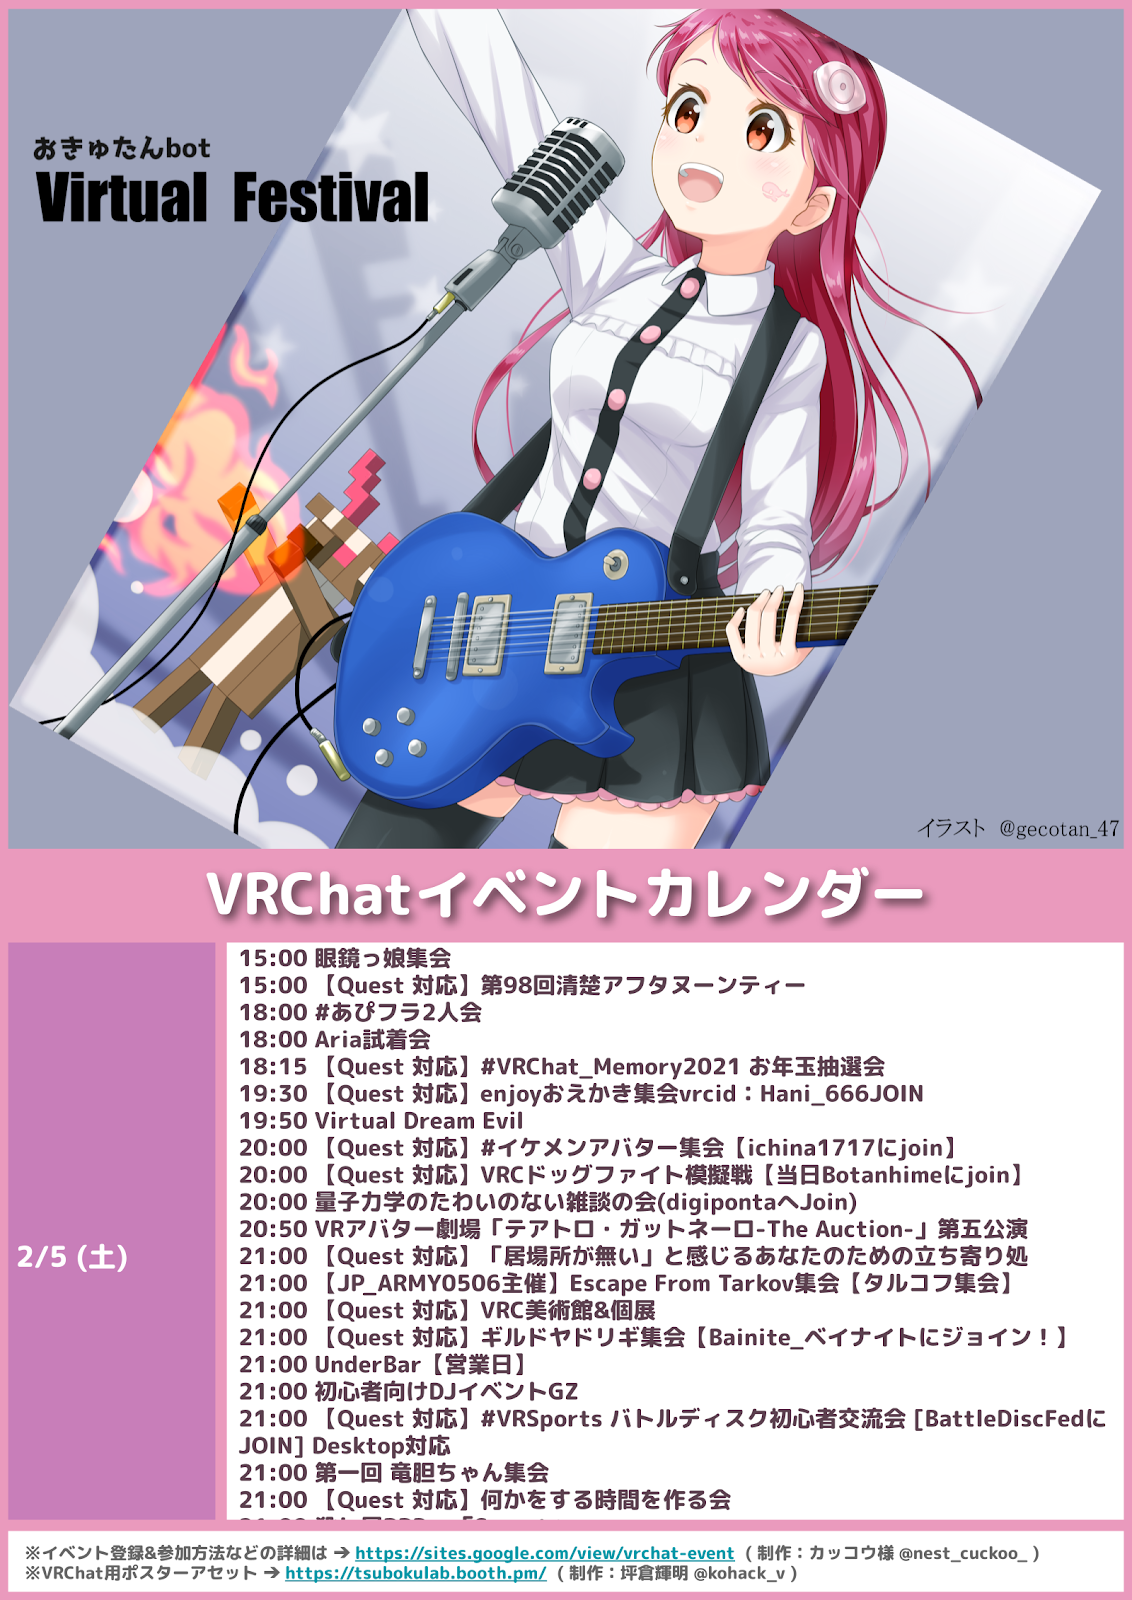 おきゅたんbot
Virtual Festival
イラスト @gecotan_47
VRChatイベントカレンダー
2/5 (土)
15:00 眼鏡っ娘集会
15:00 【Quest 対応】第98回清楚アフタヌーンティー
18:00 #あぴフラ2人会
18:00 Aria試着会
18:15 【Quest 対応】#VRChat_Memory2021 お年玉抽選会
19:30 【Quest 対応】enjoyおえかき集会vrcid：Hani_666JOIN
19:50 Virtual Dream Evil
20:00 【Quest 対応】#イケメンアバター集会【ichina1717にjoin】
20:00 【Quest 対応】VRCドッグファイト模擬戦【当日Botanhimeにjoin】
20:00 量子力学のたわいのない雑談の会(digipontaへJoin)
20:50 VRアバター劇場「テアトロ・ガットネーロ-The Auction-」第五公演
21:00 【Quest 対応】「居場所が無い」と感じるあなたのための立ち寄り処
21:00 【JP_ARMY0506主催】Escape From Tarkov集会【タルコフ集会】
21:00 【Quest 対応】VRC美術館&個展
21:00 【Quest 対応】ギルドヤドリギ集会【Bainite_ベイナイトにジョイン！】
21:00 UnderBar【営業日】
21:00 初心者向けDJイベントGZ
21:00 【Quest 対応】#VRSports バトルディスク初心者交流会 [BattleDiscFedに
JOIN] Desktop対応
21:00 第一回 竜胆ちゃん集会
21:00 【Quest 対応】何かをする時間を作る会
※イベント登録&参加方法などの詳細は ➔ https://sites.google.com/view/vrchat-event ( 制作：カッコウ様 @nest_cuckoo_ )
※VRChat用ポスターアセット ➔ https://tsubokulab.booth.pm/ ( 制作：坪倉輝明 @kohack_v )